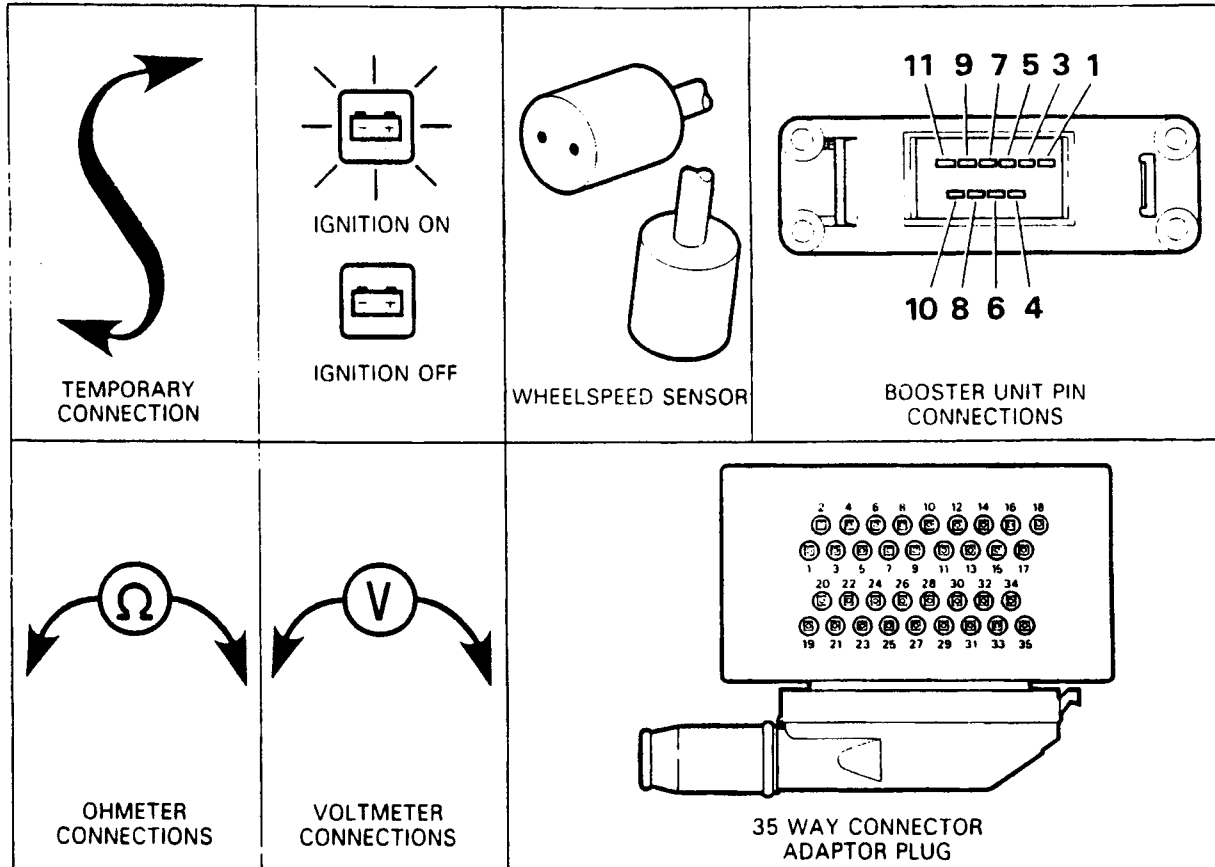 TEMPORARY
CONNECTION
IGNITION ON
IGNITION OFF
WHEELSPEED SENSOR
11 9 7 5 3 1
10 8 6 4
BOOSTER UNIT PIN
CONNECTIONS
Ω
OHMETER
CONNECTIONS
V
VOLTMETER
CONNECTIONS
2 4 6 8 10 12 14 16 18
1 3 5 7 9 11 13 15 17
20 22 24 26 28 30 32 34
19 21 23 25 27 29 31 33 35
35 WAY CONNECTOR
ADAPTOR PLUG